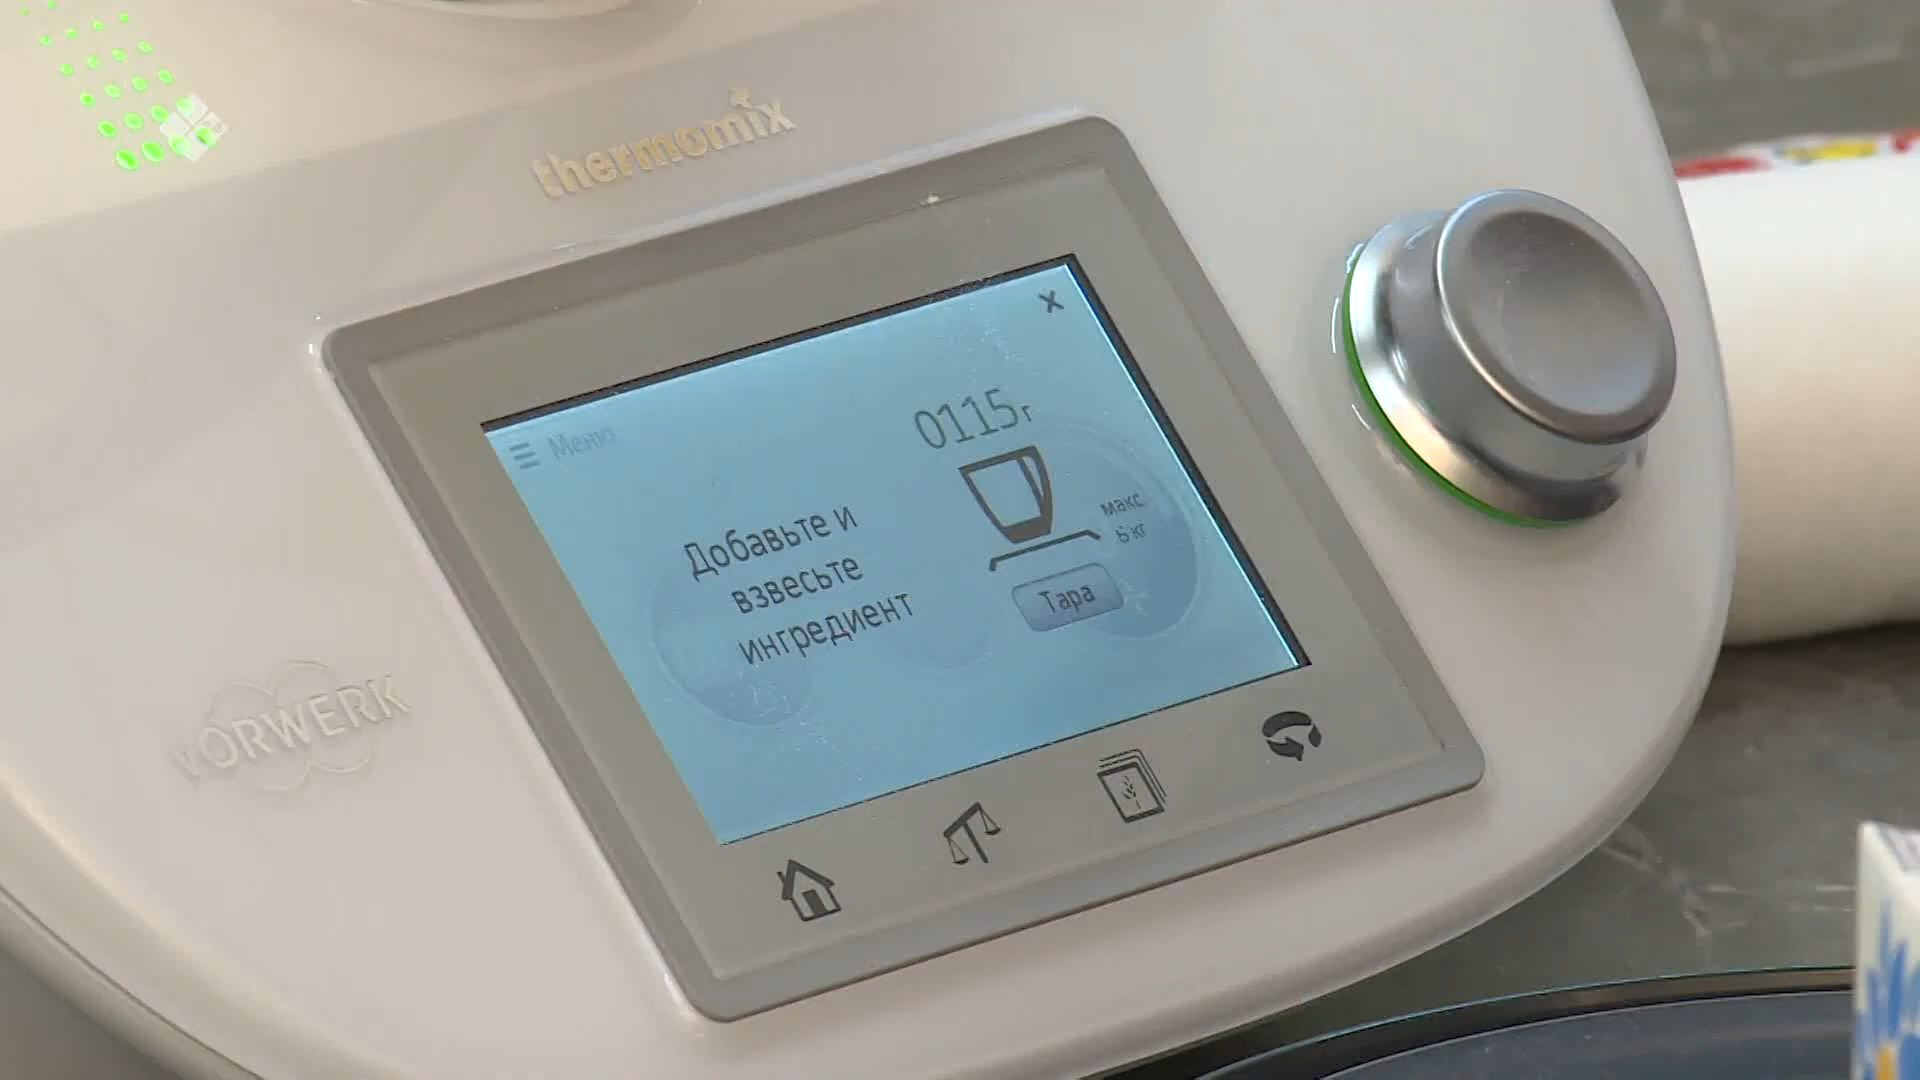 thermomix
Меню
x
0115г
Добавьте и
взвесьте
ингредиент
макс.
6 кг
Тара
VORWERK